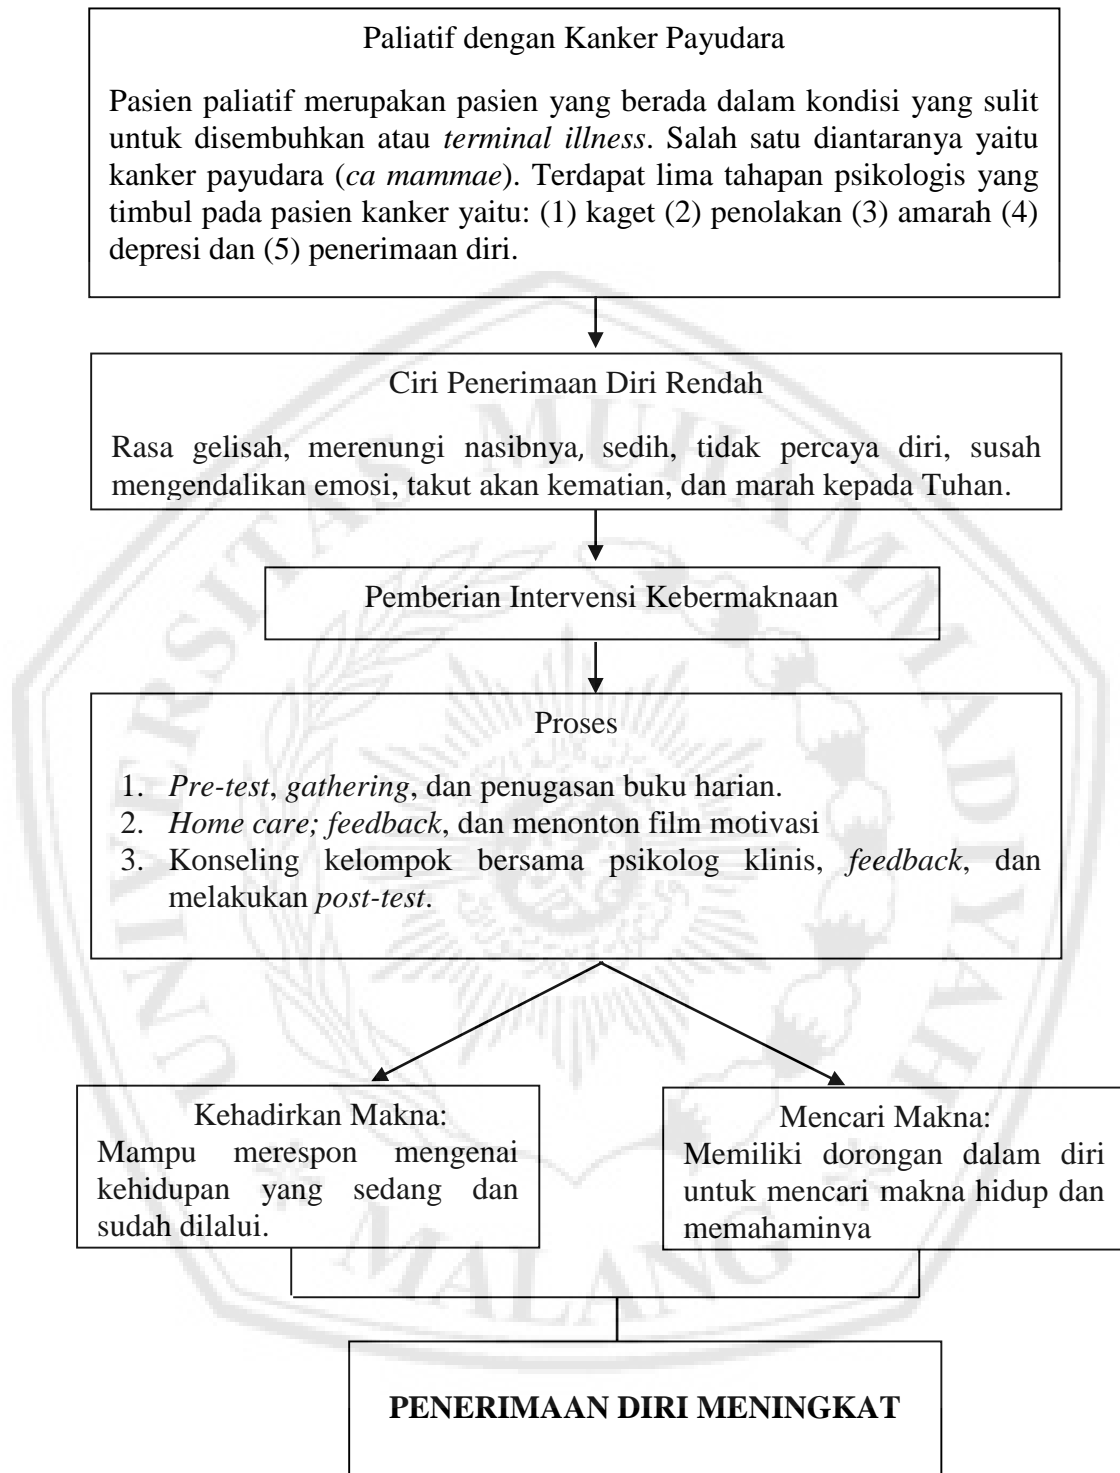 Paliatif dengan Kanker Payudara
Pasien paliatif merupakan pasien yang berada dalam kondisi yang sulit
untuk disembuhkan atau terminal illness. Salah satu diantaranya yaitu
kanker payudara (ca mammae). Terdapat lima tahapan psikologis yang
timbul pada pasien kanker yaitu: (1) kaget (2) penolakan (3) amarah (4)
depresi dan (5) penerimaan diri.
Ciri Penerimaan Diri Rendah
Rasa gelisah, merenungi nasibnya, sedih, tidak percaya diri, susah
mengendalikan emosi, takut akan kematian, dan marah kepada Tuhan.
Pemberian Intervensi Kebermaknaan
Proses
1. Pre-test, gathering, dan penugasan buku harian.
2. Home care; feedback, dan menonton film motivasi
3. Konseling kelompok bersama psikolog klinis, feedback, dan
melakukan post-test.
Kehadirkan Makna:
Mampu merespon mengenai
kehidupan yang sedang dan
sudah dilalui.
Mencari Makna:
Memiliki dorongan dalam diri
untuk mencari makna hidup dan
memahaminya
PENERIMAAN DIRI MENINGKAT
UNIVERSITAS MUHAMMADIYAH
MALANG